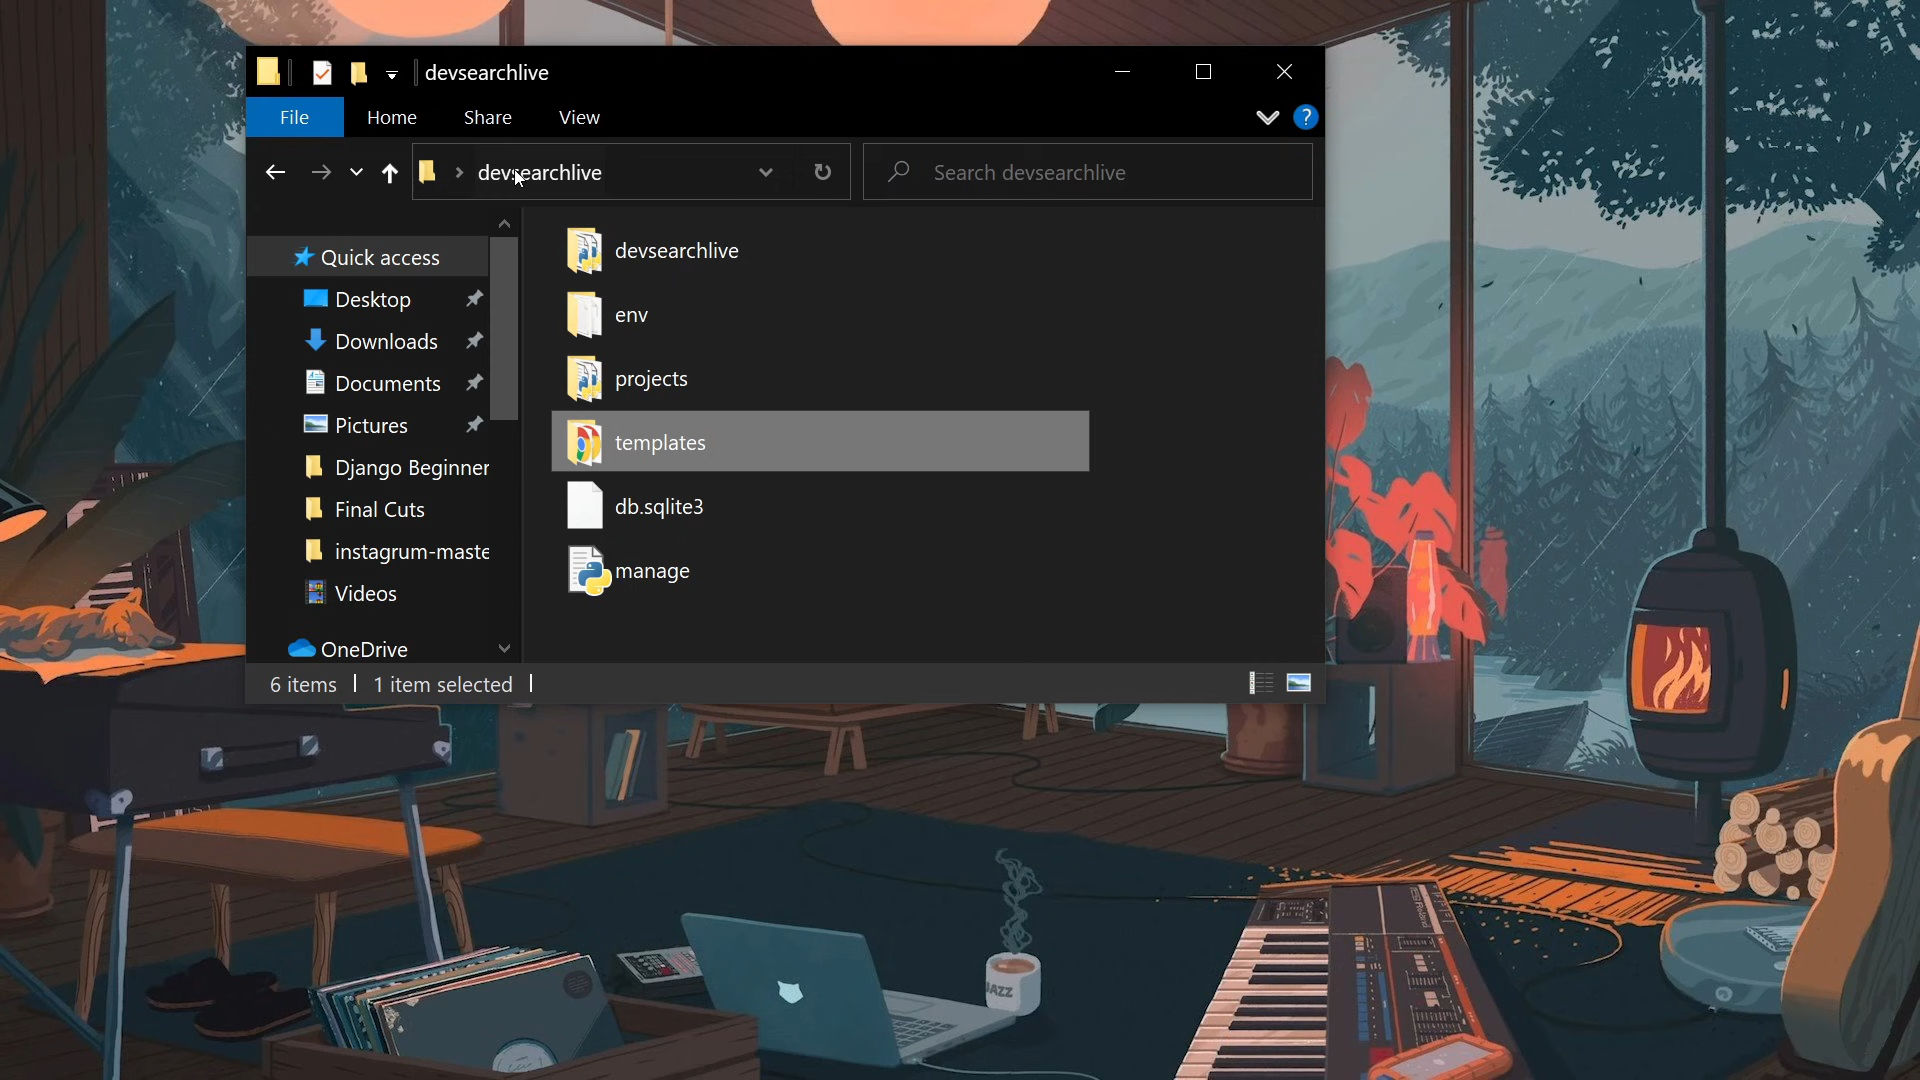 devsearchlive
File Home Share View ?
devsearchlive
Search devsearchlive
Quick access
Desktop
Downloads
Documents
Pictures
Django Beginner
Final Cuts
instagrum-maste
Videos
OneDrive
devsearchlive
env
projects
templates
db.sqlite3
manage
6 items 1 item selected
JAZZ
Roland